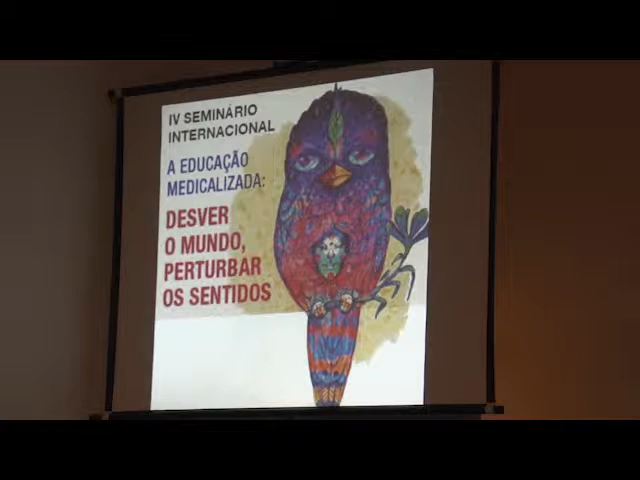 IV SEMINÁRIO
INTERNACIONAL
A EDUCAÇÃO
MEDICALIZADA:
DESVER
O MUNDO,
PERTURBAR
OS SENTIDOS